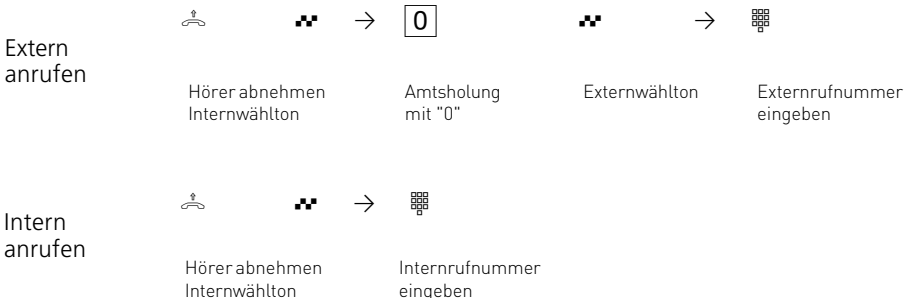 Extern
anrufen
0
Hörer abnehmen
Internwählton
Amtsholung
mit "0"
Externwählton
Externrufnummer
eingeben
Intern
anrufen
Hörer abnehmen
Internwählton
Internrufnummer
eingeben